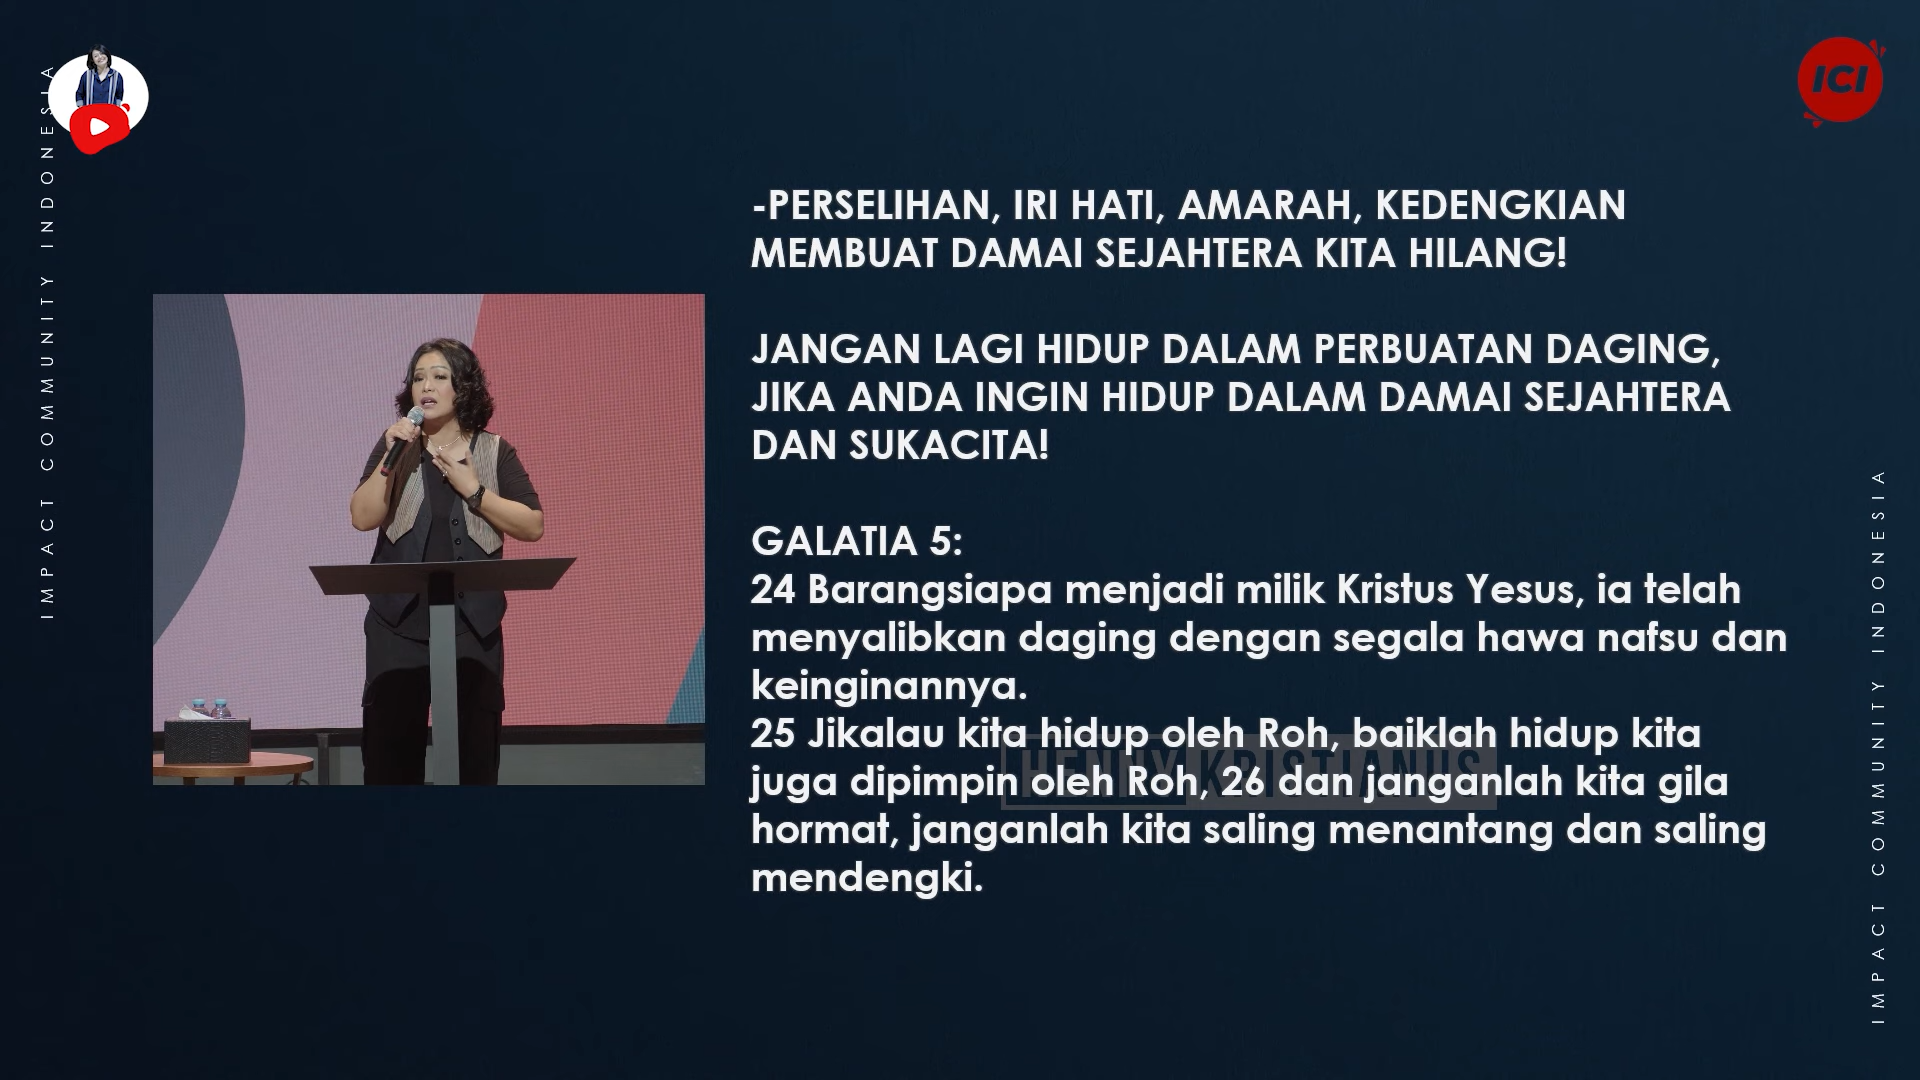 IMPACT COMMUNITY INDONESIA
ICI
-PERSELIHAN, IRI HATI, AMARAH, KEDENGKIAN
MEMBUAT DAMAI SEJAHTERA KITA HILANG!
JANGAN LAGI HIDUP DALAM PERBUATAN DAGING,
JIKA ANDA INGIN HIDUP DALAM DAMAI SEJAHTERA
DAN SUKACITA!
GALATIA 5:
24 Barangsiapa menjadi milik Kristus Yesus, ia telah
menyalibkan daging dengan segala hawa nafsu dan
keinginannya.
25 Jikalau kita hidup oleh Roh, baiklah hidup kita
juga dipimpin oleh Roh, 26 dan janganlah kita gila
hormat, janganlah kita saling menantang dan saling
mendengki.
HENNY KRISTIANUS
IMPACT COMMUNITY INDONESIA